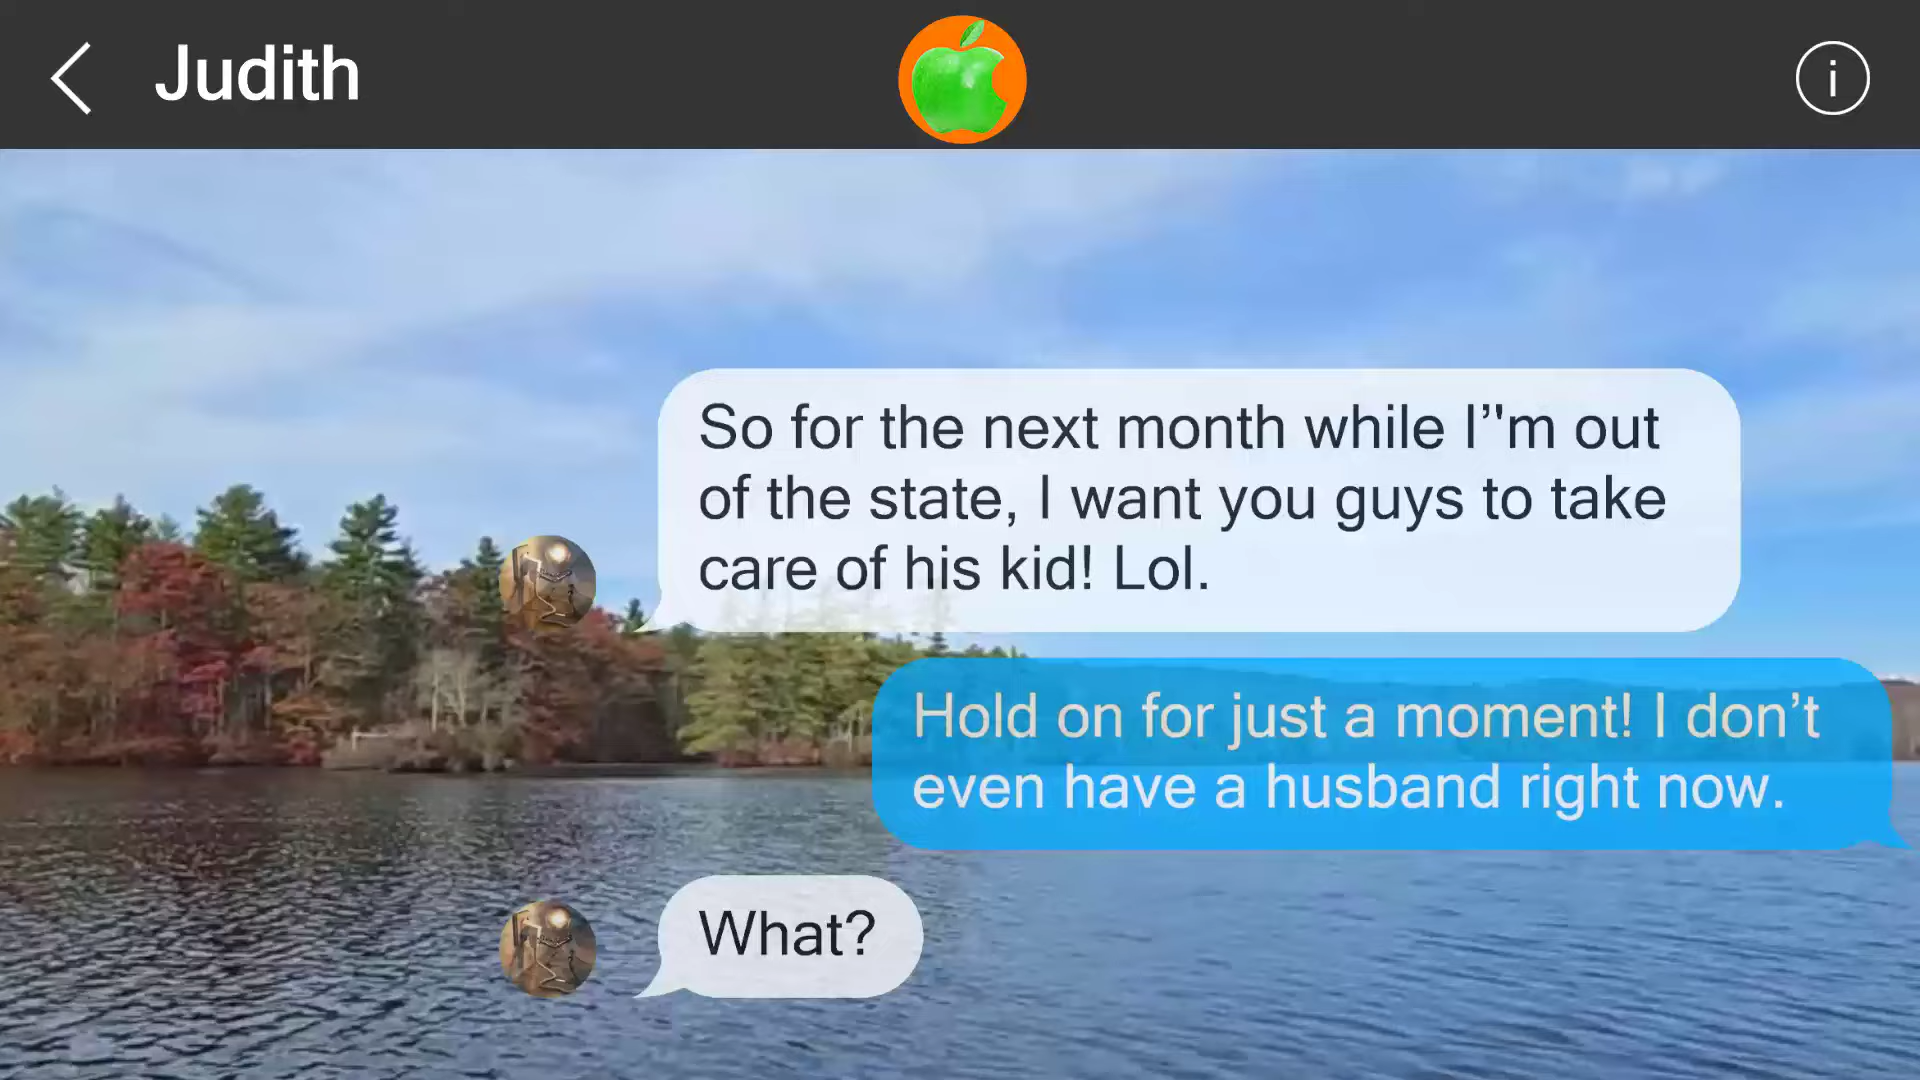 Judith
So for the next month while I’'m out
of the state, I want you guys to take
care of his kid! Lol.
Hold on for just a moment! I don’t
even have a husband right now.
What?